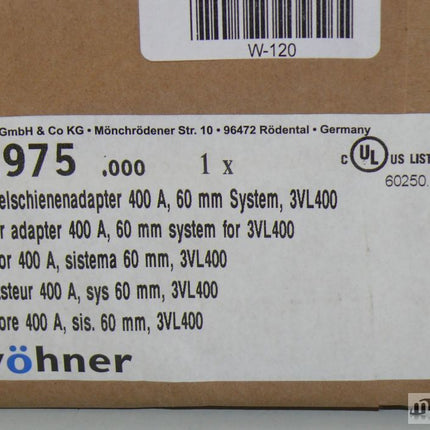 W-120
GmbH & Co KG • Mönchrödener Str. 10 • 96472 Rödental • Germany
975 .000 1 x
C UL US LIST
60250.
elschienenadapter 400 A, 60 mm System, 3VL400
r adapter 400 A, 60 mm system for 3VL400
or 400 A, sistema 60 mm, 3VL400
steur 400 A, sys 60 mm, 3VL400
ore 400 A, sis. 60 mm, 3VL400
öhner